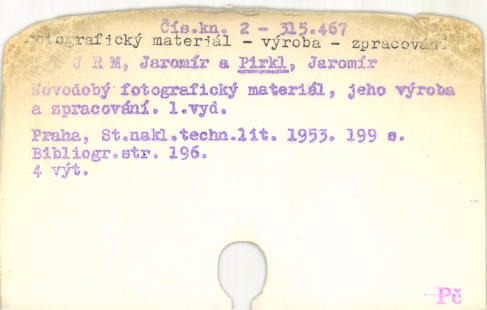 Čís.kn. 2 - 315.467
Fotografický materiál - výroba - zpracování
U R M, Jaromír a Pirkl, Jaromír
Novodobý fotografický materiál, jeho výroba
a zpracování. 1.vyd.
Praha, St.nakl.techn.lit. 1953. 199 s.
Bibliogr.str. 196.
4 výt.
Pč